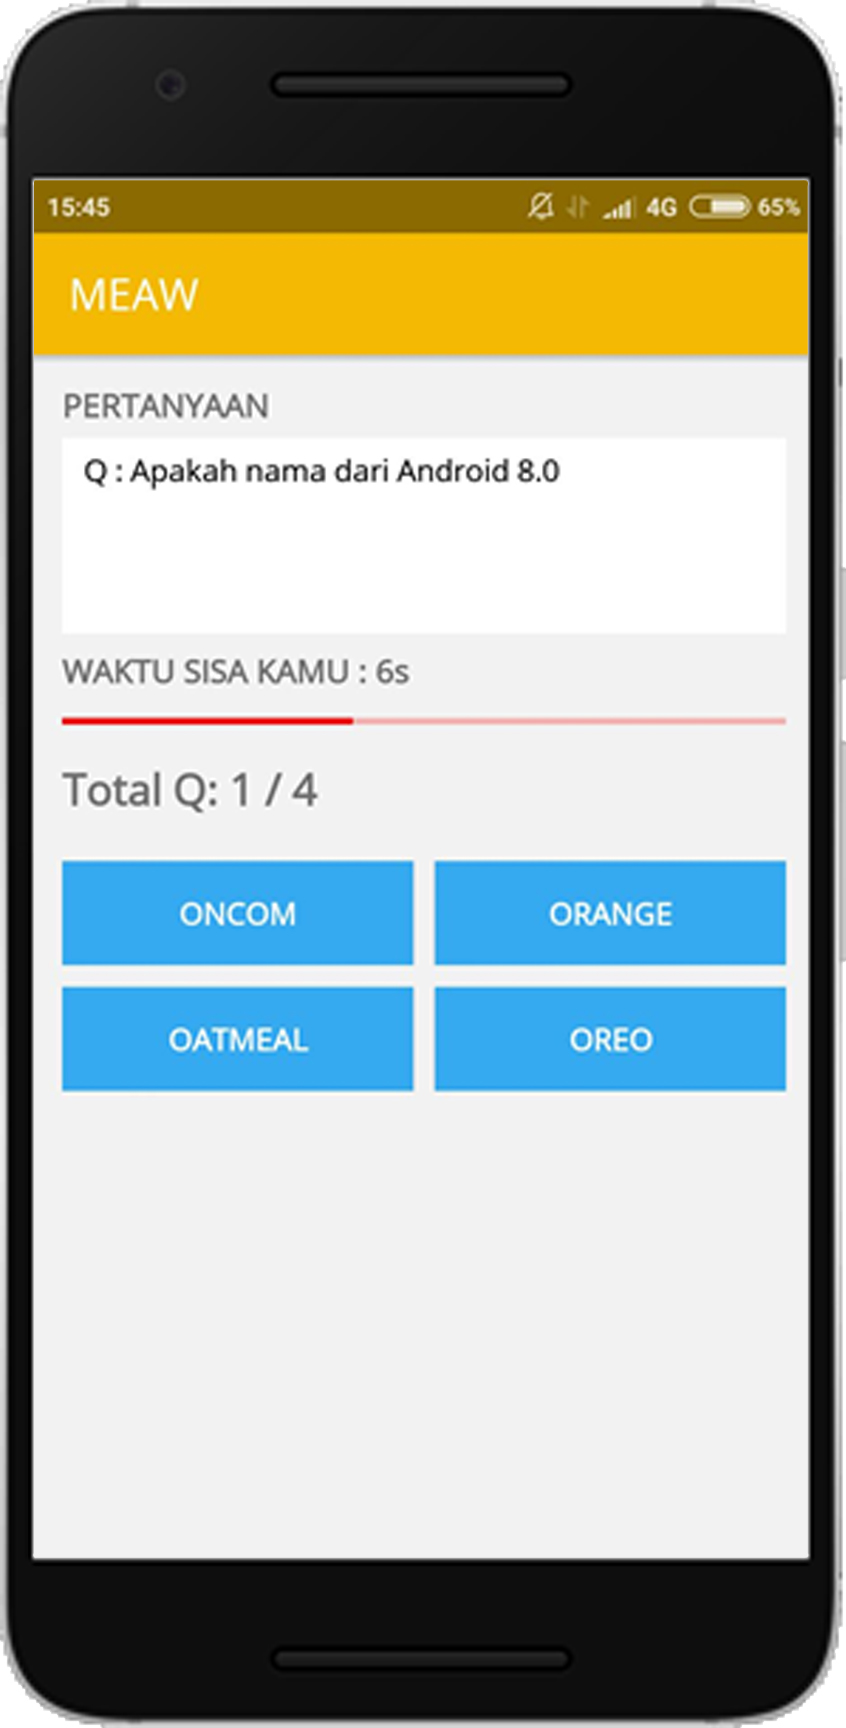 15:45 4G 65%
MEAW
PERTANYAAN
Q : Apakah nama dari Android 8.0
WAKTU SISA KAMU : 6s
Total Q: 1 / 4
ONCOM ORANGE
OATMEAL OREO